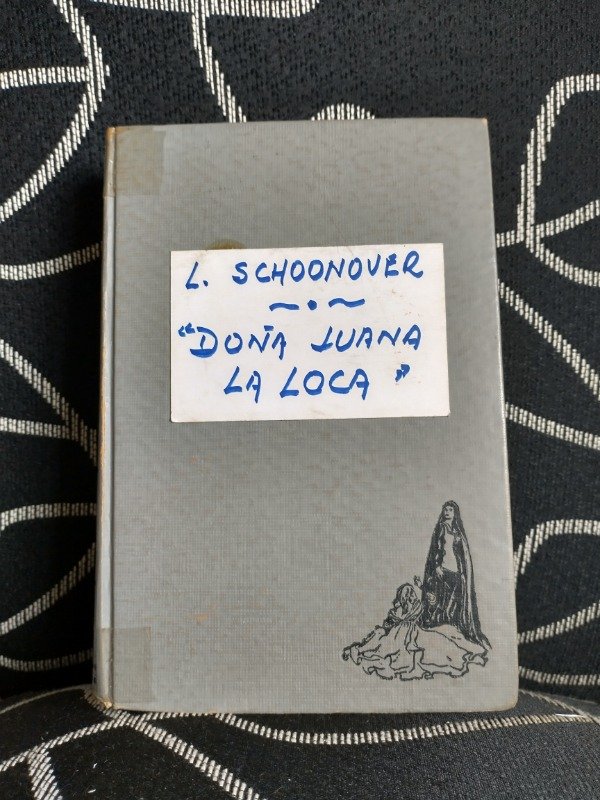 L. SCHOONOVER
~•~
"DOÑA JUANA
LA LOCA"